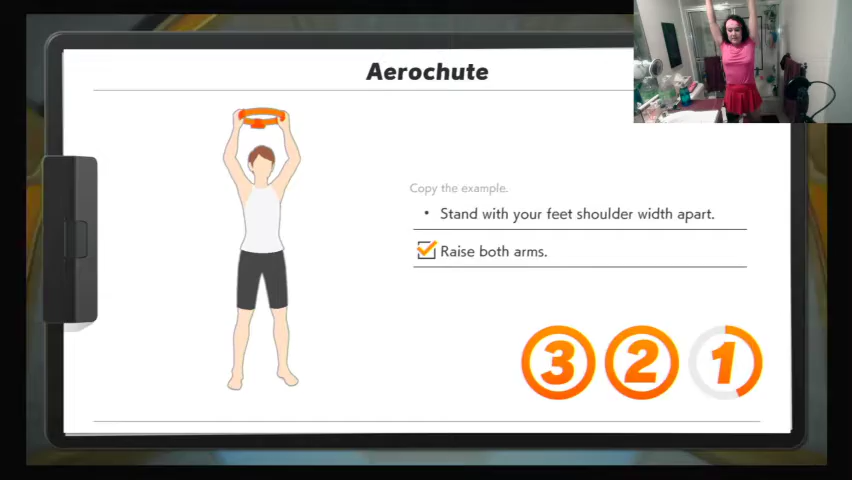 Aerochute
Copy the example.
• Stand with your feet shoulder width apart.
Raise both arms.
3 2 1